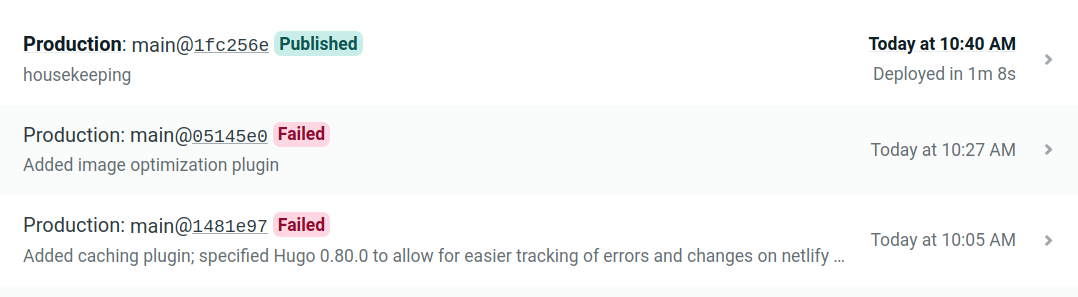 Production: main@1fc256e Published
Today at 10:40 AM
housekeeping
Deployed in 1m 8s
Production: main@05145e0 Failed
Added image optimization plugin
Today at 10:27 AM
Production: main@1481e97 Failed
Added caching plugin; specified Hugo 0.80.0 to allow for easier tracking of errors and changes on netlify ...
Today at 10:05 AM